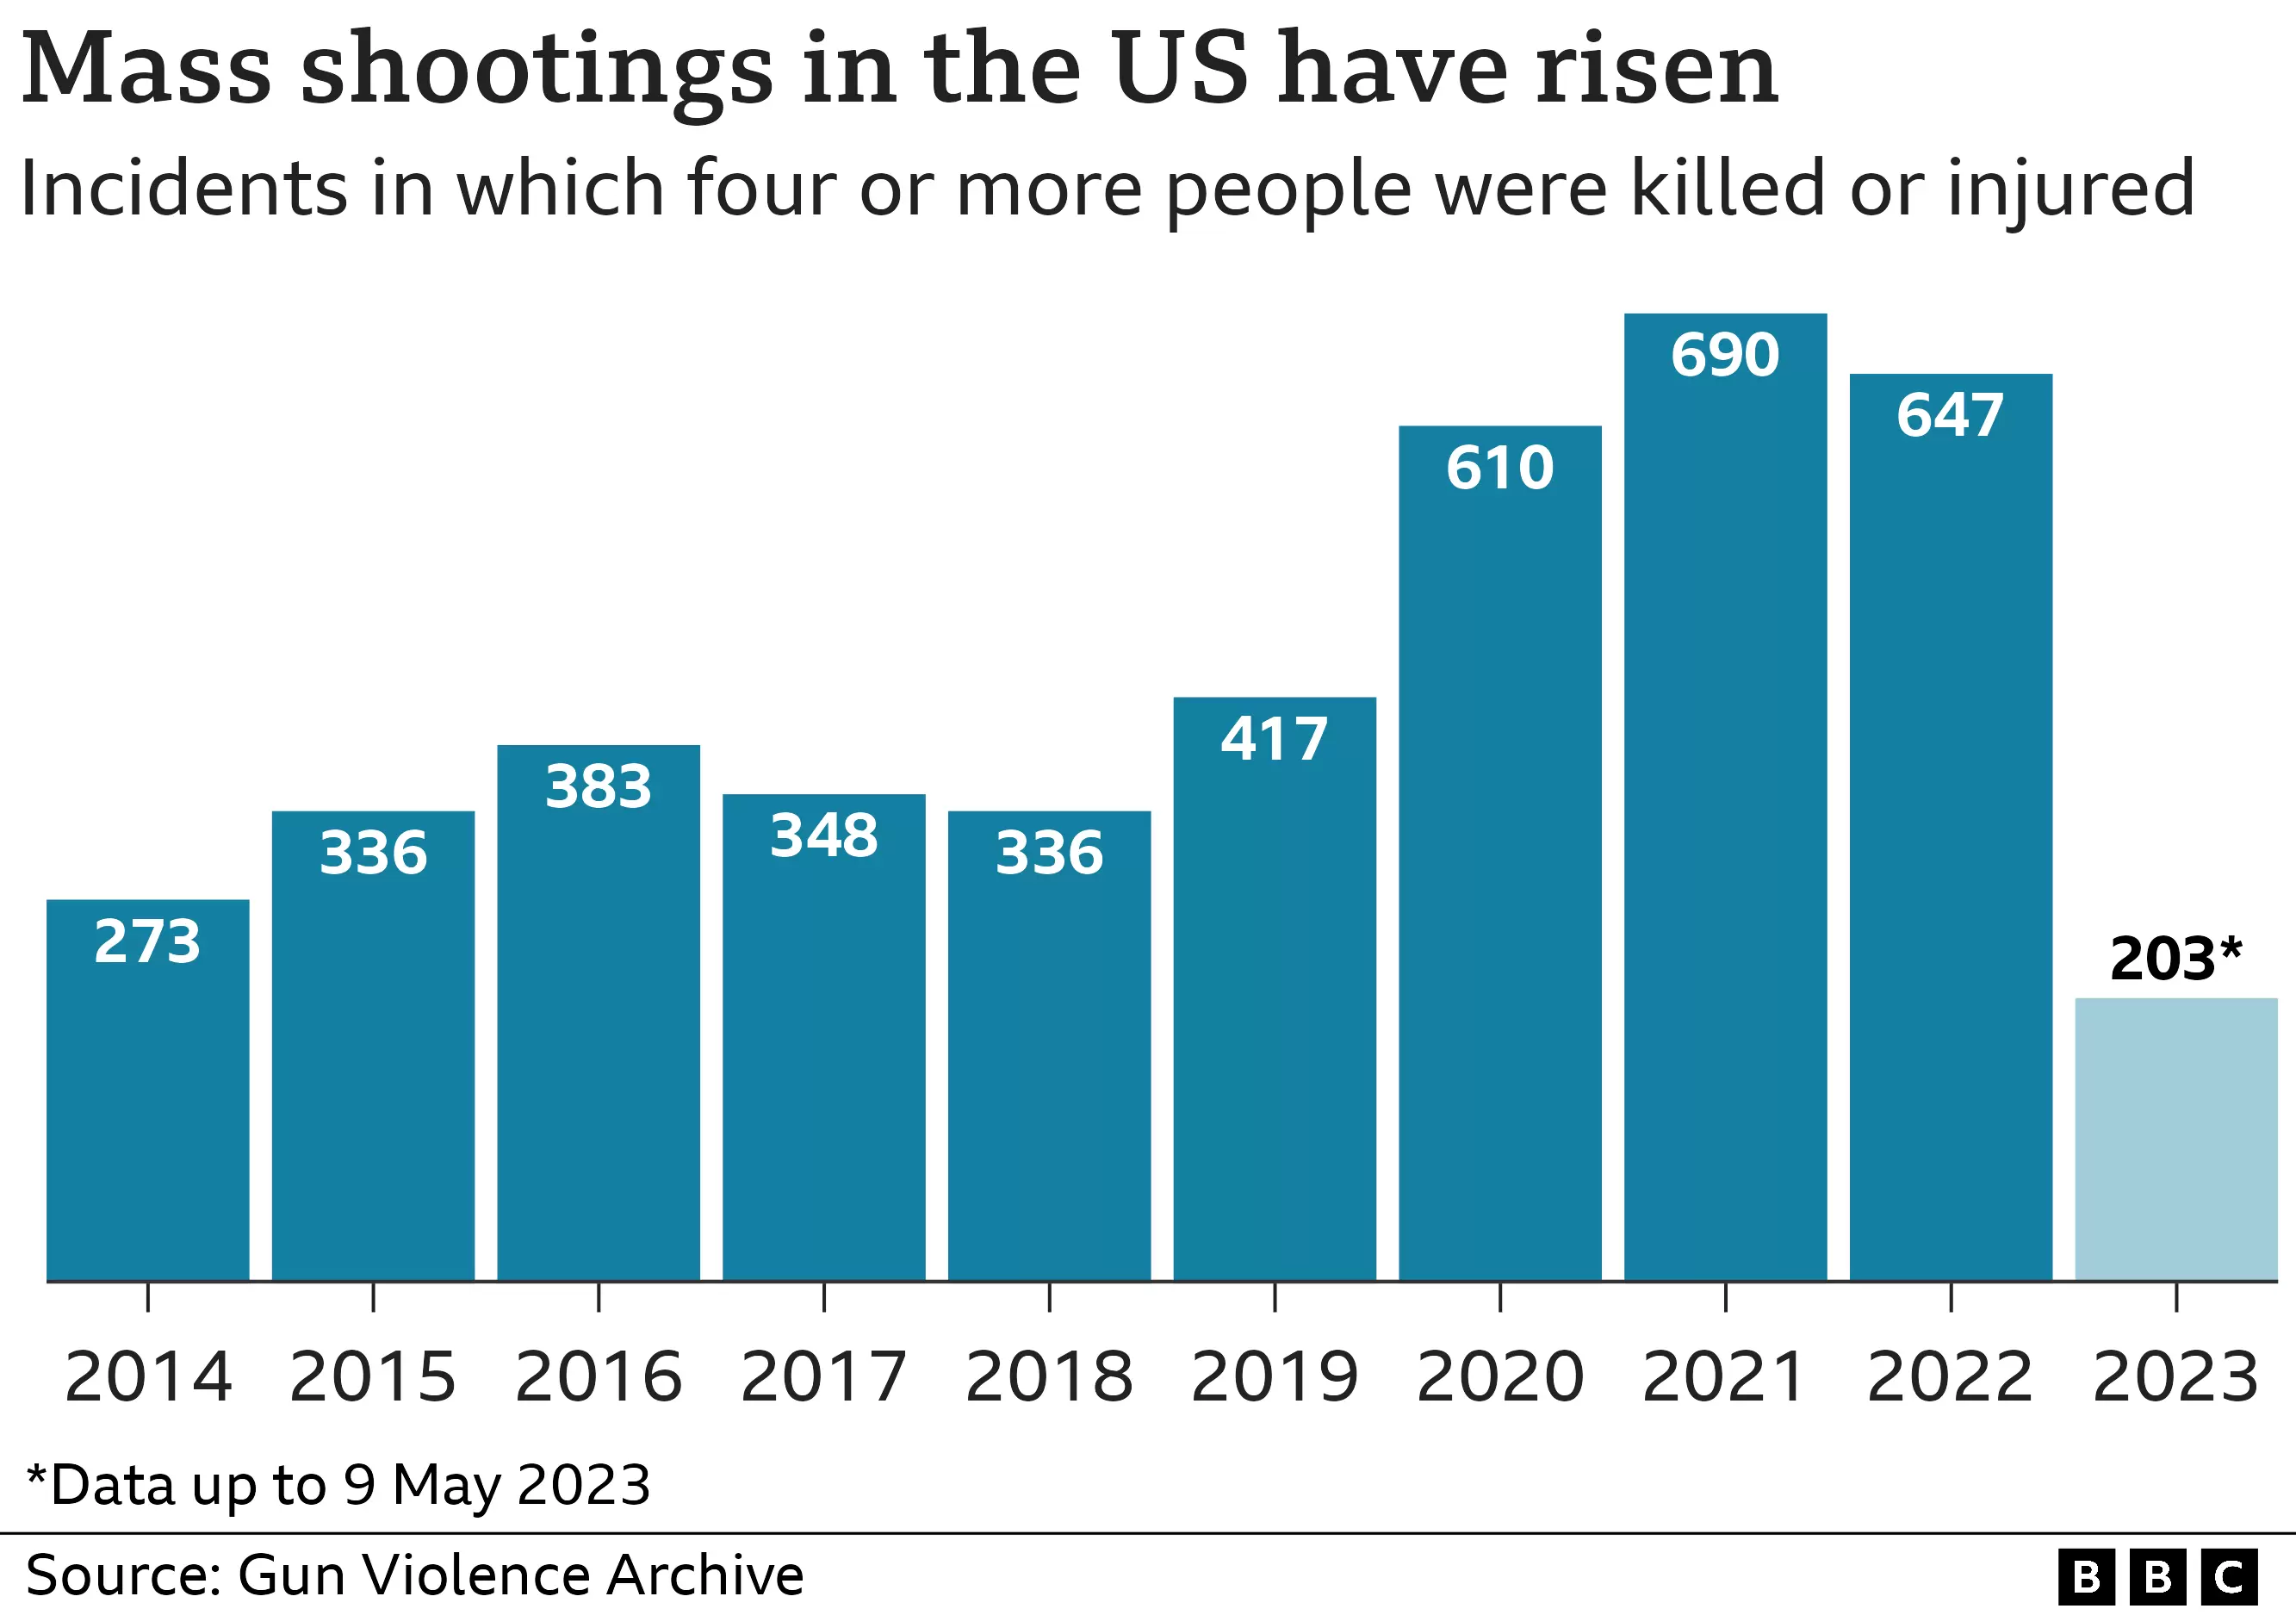 Mass shootings in the US have risen
Incidents in which four or more people were killed or injured
273
336
383
348
336
417
610
690
647
203*
2014 2015 2016 2017 2018 2019 2020 2021 2022 2023
*Data up to 9 May 2023
Source: Gun Violence Archive
BBC